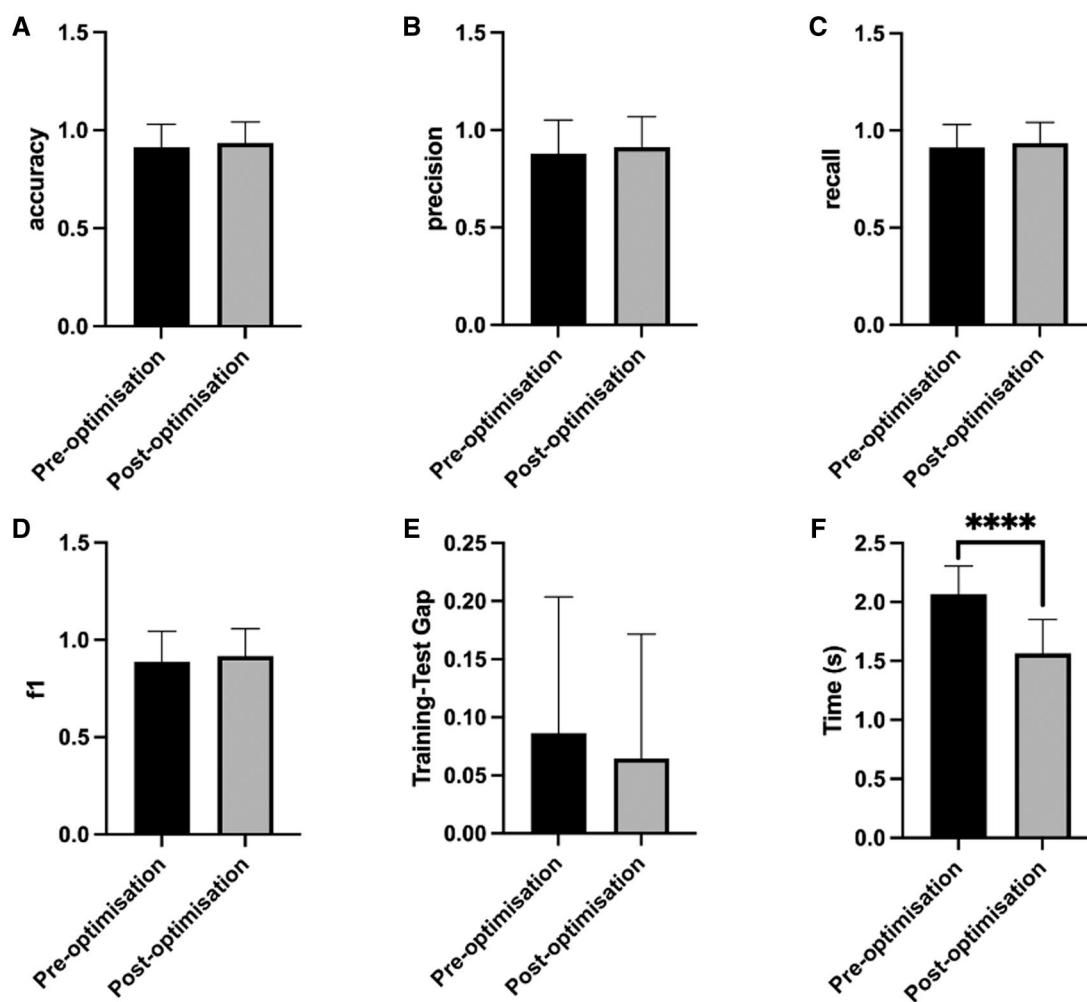 A
1.5
1.0
0.5
0.0
accuracy
Pre-optimisation
Post-optimisation
B
1.5
1.0
0.5
0.0
precision
Pre-optimisation
Post-optimisation
C
1.5
1.0
0.5
0.0
recall
Pre-optimisation
Post-optimisation
D
1.5
1.0
0.5
0.0
f1
Pre-optimisation
Post-optimisation
E
0.25
0.20
0.15
0.10
0.05
0.00
Training-Test Gap
Pre-optimisation
Post-optimisation
F
****
2.5
2.0
1.5
1.0
0.5
0.0
Time (s)
Pre-optimisation
Post-optimisation